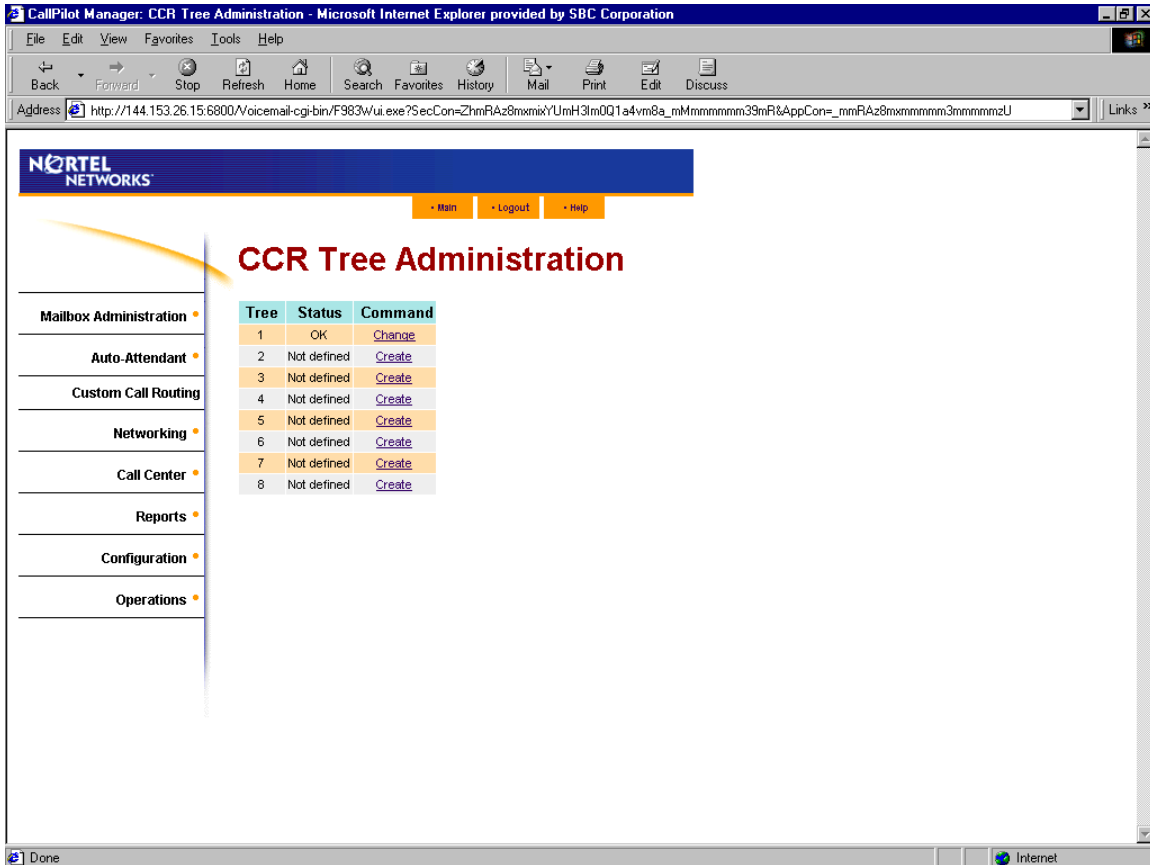 CallPilot Manager: CCR Tree Administration - Microsoft Internet Explorer provided by SBC Corporation
File Edit View Favorites Tools Help
Back Forward Stop Refresh Home Search Favorites History Mail Print Edit Discuss
Address http://144.153.26.15:6800/Voicemail-cgi-bin/F983Wui.exe?SecCon=ZhmRAz8mxmixYUmH3Im0Q1a4vm8a_mMmmmmmm39mR&AppCon=_mmRAz8mxmmmmm3mmmmmzU Links »
NORTEL
NETWORKS
• Main • Logout • Help
CCR Tree Administration
Mailbox Administration
Auto-Attendant
Custom Call Routing
Networking
Call Center
Reports
Configuration
Operations
Tree Status Command
1 OK Change
2 Not defined Create
3 Not defined Create
4 Not defined Create
5 Not defined Create
6 Not defined Create
7 Not defined Create
8 Not defined Create
Done Internet